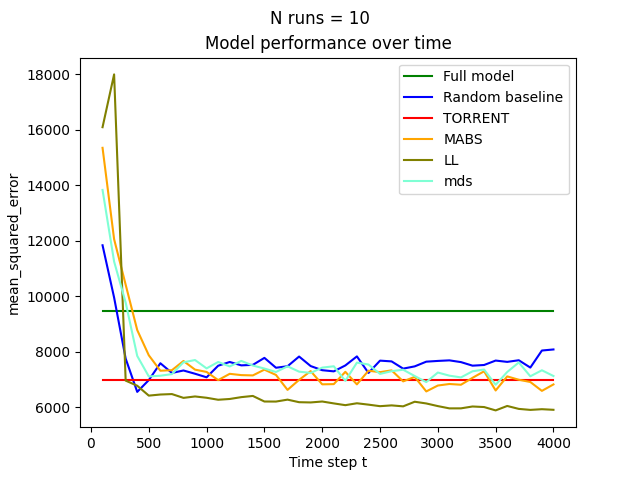 N runs = 10
Model performance over time
Full model
Random baseline
TORRENT
MABS
LL
mds
mean_squared_error
18000
16000
14000
12000
10000
8000
6000
0 500 1000 1500 2000 2500 3000 3500 4000
Time step t